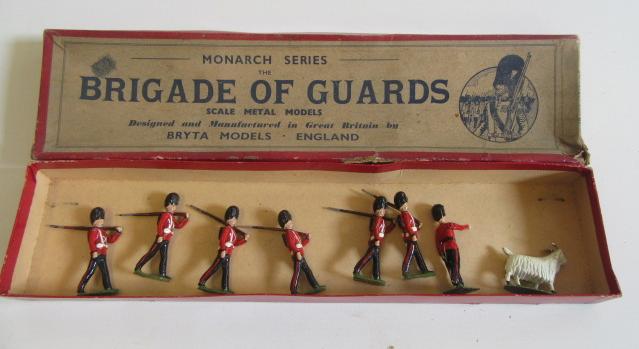 MONARCH SERIES
THE
BRIGADE OF GUARDS
SCALE METAL MODELS
Designed and Manufactured in Great Britain by
BRYTA MODELS · ENGLAND